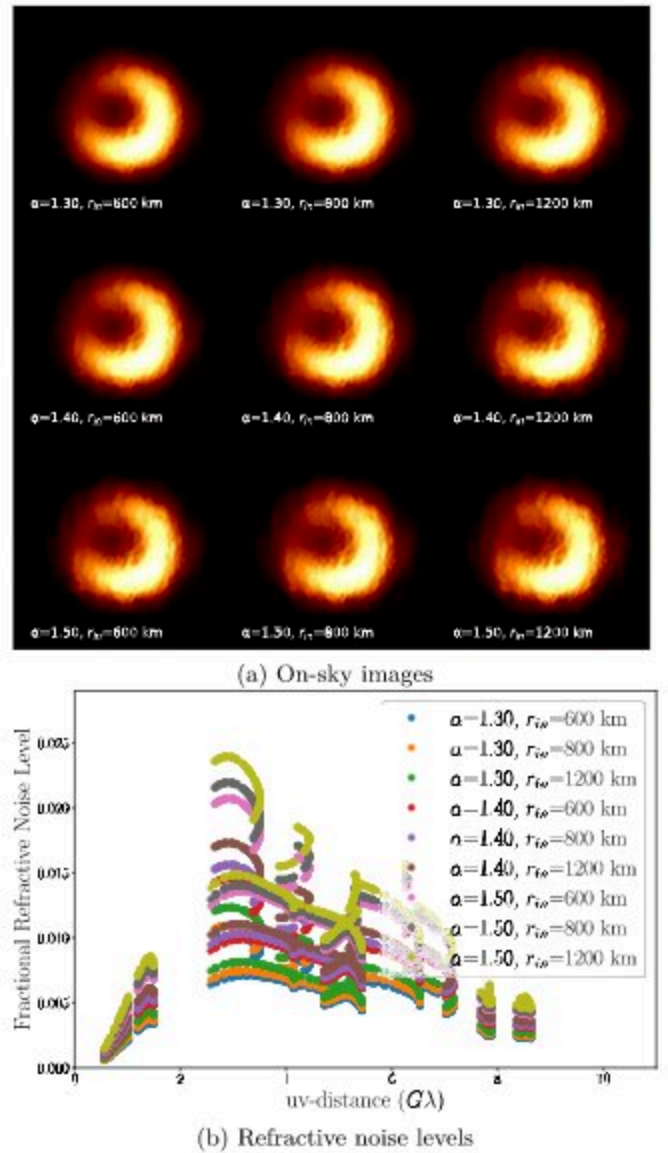 α=1.30, r_in=600 km α=1.30, r_in=800 km α=1.30, r_in=1200 km
α=1.40, r_in=600 km α=1.40, r_in=800 km α=1.40, r_in=1200 km
α=1.50, r_in=600 km α=1.50, r_in=800 km α=1.50, r_in=1200 km
(a) On-sky images
Fractional Refractive Noise Level
0.025
0.020
0.015
0.010
0.005
0.000
α=1.30, r_in=600 km
α=1.30, r_in=800 km
α=1.30, r_in=1200 km
α=1.40, r_in=600 km
α=1.40, r_in=800 km
α=1.40, r_in=1200 km
α=1.50, r_in=600 km
α=1.50, r_in=800 km
α=1.50, r_in=1200 km
0 2 4 6 8 10
uv-distance (Gλ)
(b) Refractive noise levels